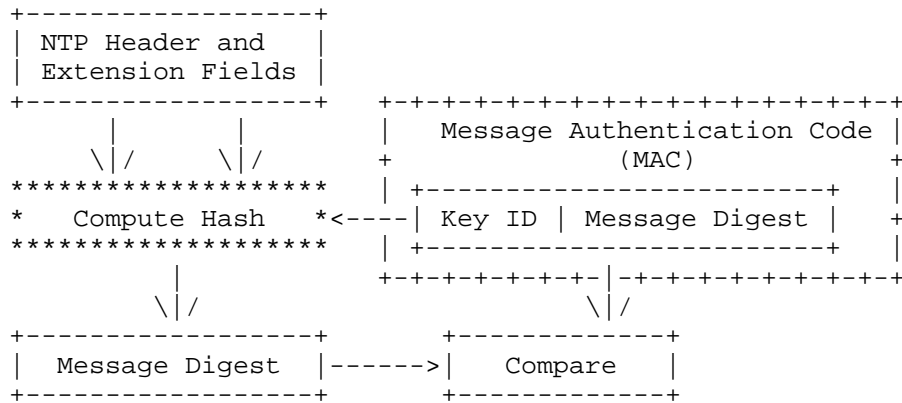 NTP Header and
Extension Fields
Message Authentication Code
(MAC)
Compute Hash
Key ID | Message Digest
Message Digest
Compare